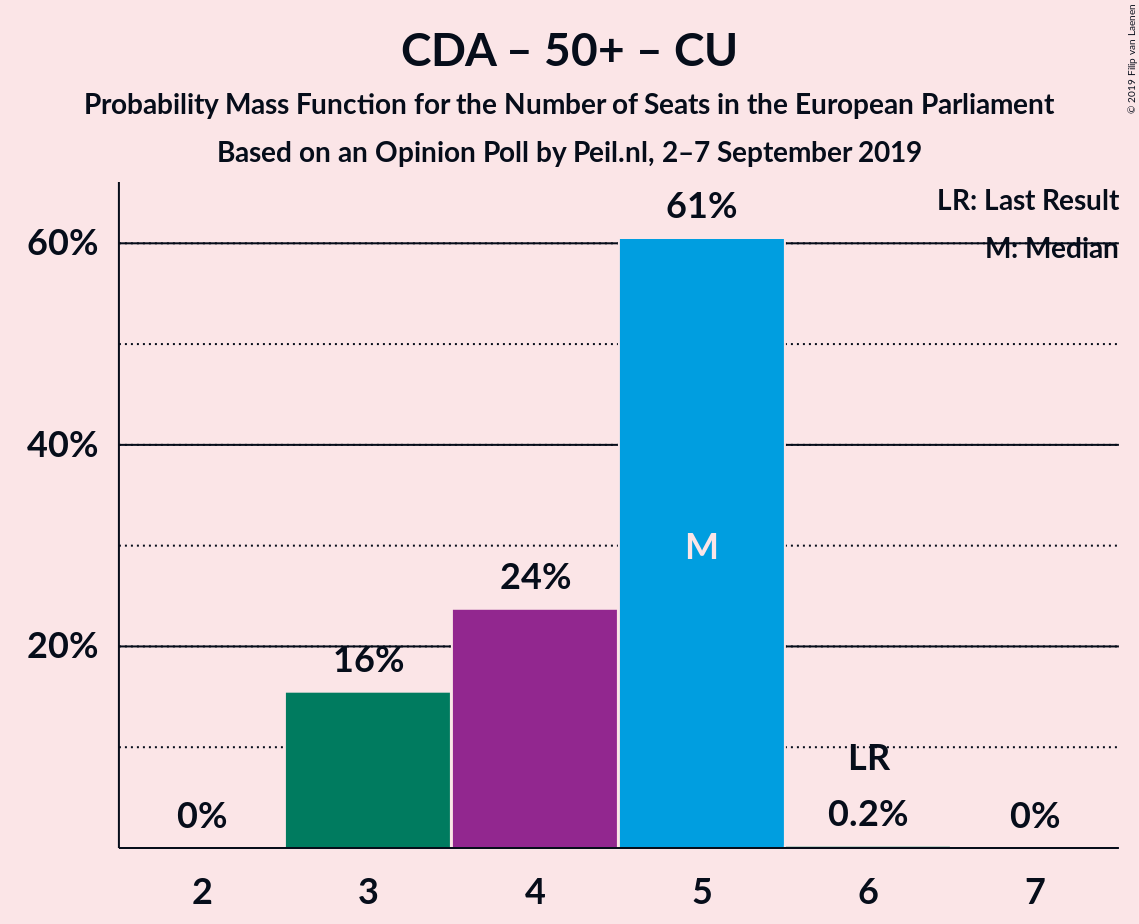 CDA – 50+ – CU
Probability Mass Function for the Number of Seats in the European Parliament
Based on an Opinion Poll by Peil.nl, 2–7 September 2019
© 2019 Filip van Laenen
LR: Last Result
M: Median
61%
60%
40%
M
24%
20%
16%
LR
0%
0.2%
0%
2 3 4 5 6 7